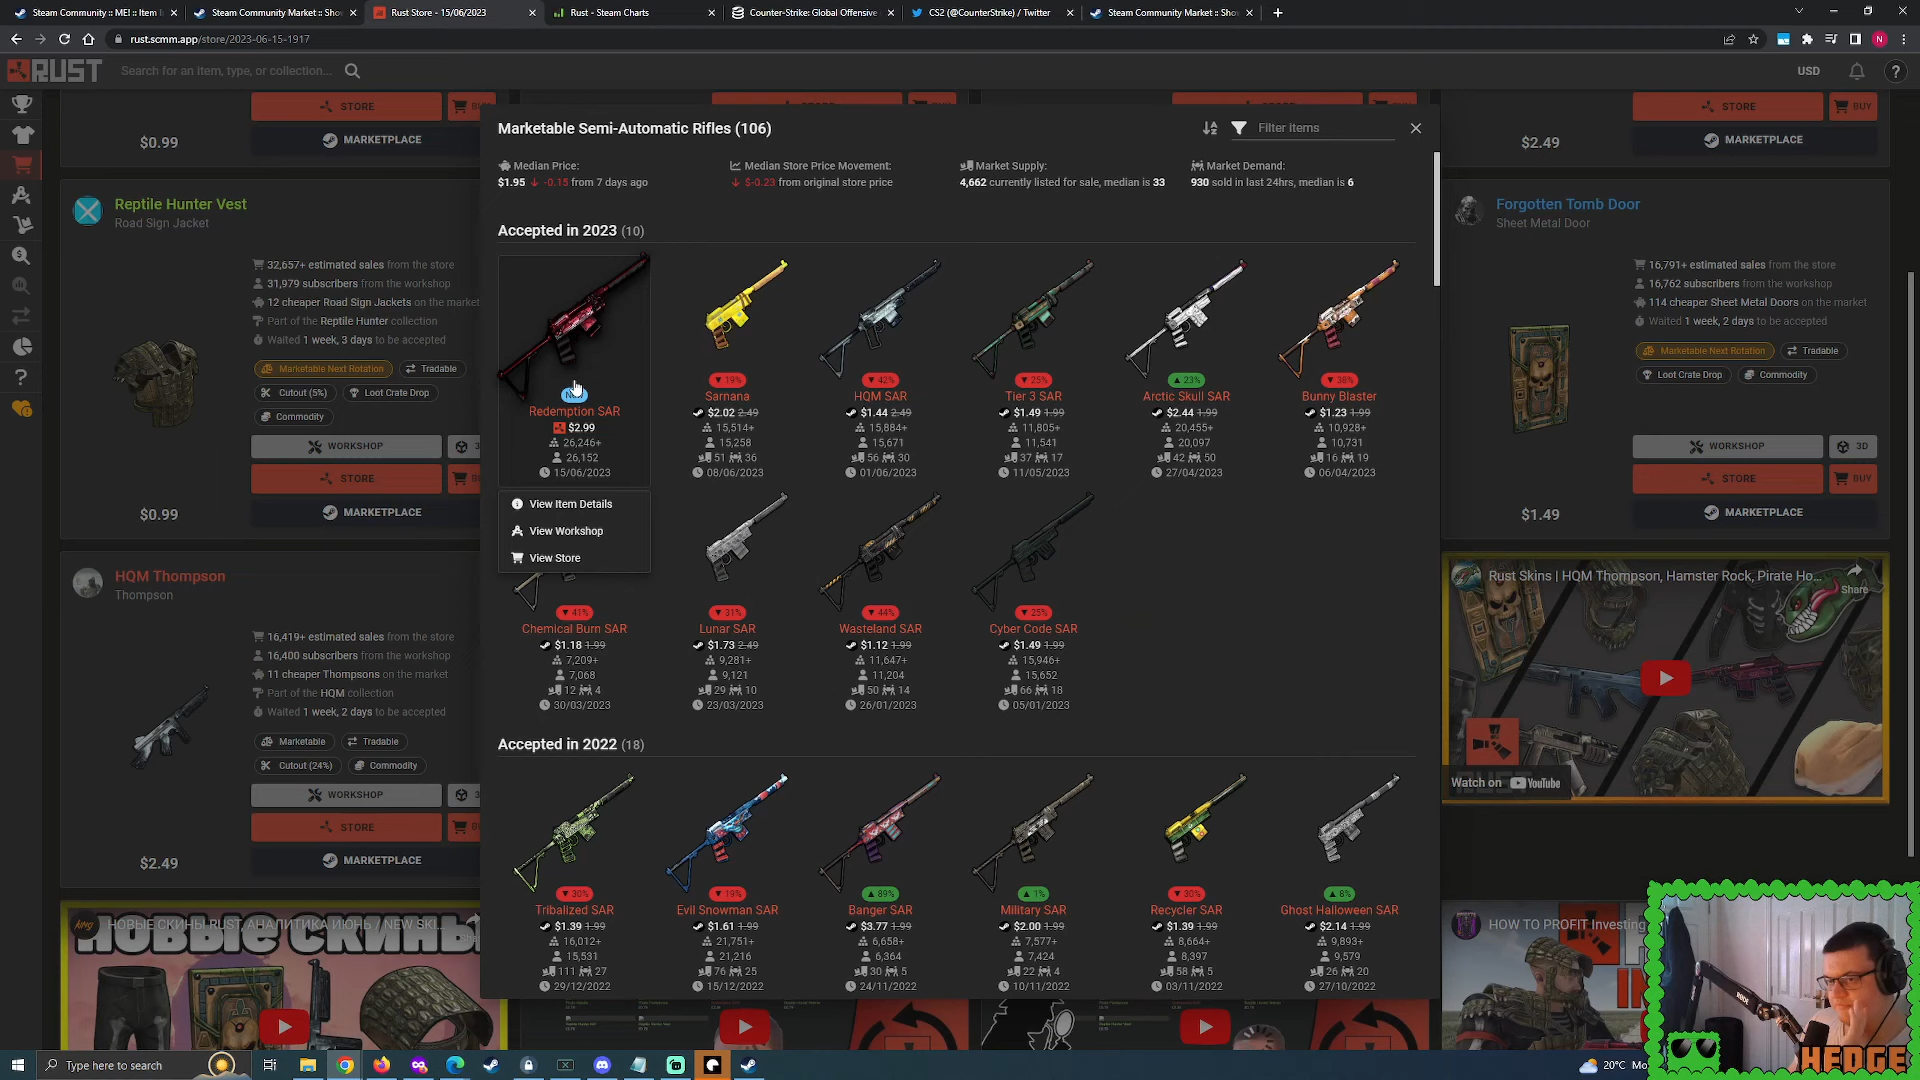 Steam Community Market :: Sho
Rust Store - 15/06/2023
Rust - Steam Charts
Counter-Strike: Global Offensive
CS2 (@CounterStrike) / Twitter
Steam Community Market :: Sho
rust.scmm.app/store/2023-06-15-1917
N
RUST
Search for an item, type, or collection...
USD
STORE
$0.99
MARKETPLACE
Reptile Hunter Vest
Road Sign Jacket
32,657+ estimated sales from the store
31,979 subscribers from the workshop
12 cheaper Road Sign Jackets on the market
Part of the Reptile Hunter collection
Waited 1 week, 3 days to be accepted
Marketable Next Rotation
Tradable
Cutout (5%)
Loot Crate Drop
Commodity
WORKSHOP
STORE
$0.99
MARKETPLACE
HQM Thompson
Thompson
16,419+ estimated sales from the store
16,400 subscribers from the workshop
11 cheaper Thompsons on the market
Part of the HQM collection
Waited 1 week, 2 days to be accepted
Marketable
Tradable
Cutout (24%)
Commodity
WORKSHOP
STORE
$2.49
MARKETPLACE
НОВЫЕ СКИНЫ RUST, АНАЛИТИКА ИЮНЬ / NEW SKI...
НОВЫЕ СКИНЫ
Marketable Semi-Automatic Rifles (106)
Filter items
Median Price:
$1.95 -0.15 from 7 days ago
Median Store Price Movement:
$-0.23 from original store price
Market Supply:
4,662 currently listed for sale, median is 33
Market Demand:
930 sold in last 24hrs, median is 6
Accepted in 2023 (10)
Redemption SAR
$2.99
26,246+
26,152
15/06/2023
View Item Details
View Workshop
View Store
19%
Sarnana
$2.02 2.49
15,514+
15,258
51 36
08/06/2023
42%
HQM SAR
$1.44 2.49
15,884+
15,671
56 30
01/06/2023
25%
Tier 3 SAR
$1.49 1.99
11,805+
11,541
37 17
11/05/2023
23%
Arctic Skull SAR
$2.44 1.99
20,455+
20,097
42 50
27/04/2023
38%
Bunny Blaster
$1.23 1.99
10,928+
10,731
16 19
06/04/2023
41%
Chemical Burn SAR
$1.18 1.99
7,209+
7,068
12 4
30/03/2023
31%
Lunar SAR
$1.73 2.49
9,281+
9,121
29 10
23/03/2023
44%
Wasteland SAR
$1.12 1.99
11,647+
11,204
50 14
26/01/2023
25%
Cyber Code SAR
$1.49 1.99
15,946+
15,652
66 18
05/01/2023
Accepted in 2022 (18)
30%
Tribalized SAR
$1.39 1.99
16,012+
15,531
111 27
29/12/2022
19%
Evil Snowman SAR
$1.61 1.99
21,751+
21,216
76 25
15/12/2022
89%
Banger SAR
$3.77 1.99
6,658+
6,364
30 5
24/11/2022
1%
Military SAR
$2.00 1.99
7,577+
7,424
22 4
10/11/2022
30%
Recycler SAR
$1.39 1.99
8,664+
8,397
58 5
03/11/2022
8%
Ghost Halloween SAR
$2.14 1.99
9,893+
9,579
26 20
27/10/2022
STORE
BUY
$2.49
MARKETPLACE
Forgotten Tomb Door
Sheet Metal Door
16,791+ estimated sales from the store
16,762 subscribers from the workshop
114 cheaper Sheet Metal Doors on the market
Waited 1 week, 2 days to be accepted
Marketable Next Rotation
Tradable
Loot Crate Drop
Commodity
WORKSHOP
3D
STORE
BUY
$1.49
MARKETPLACE
Rust Skins | HQM Thompson, Hamster Rock, Pirate Ho...
Share
Watch on YouTube
HOW TO PROFIT Investing
HEDGE
Type here to search
20°C